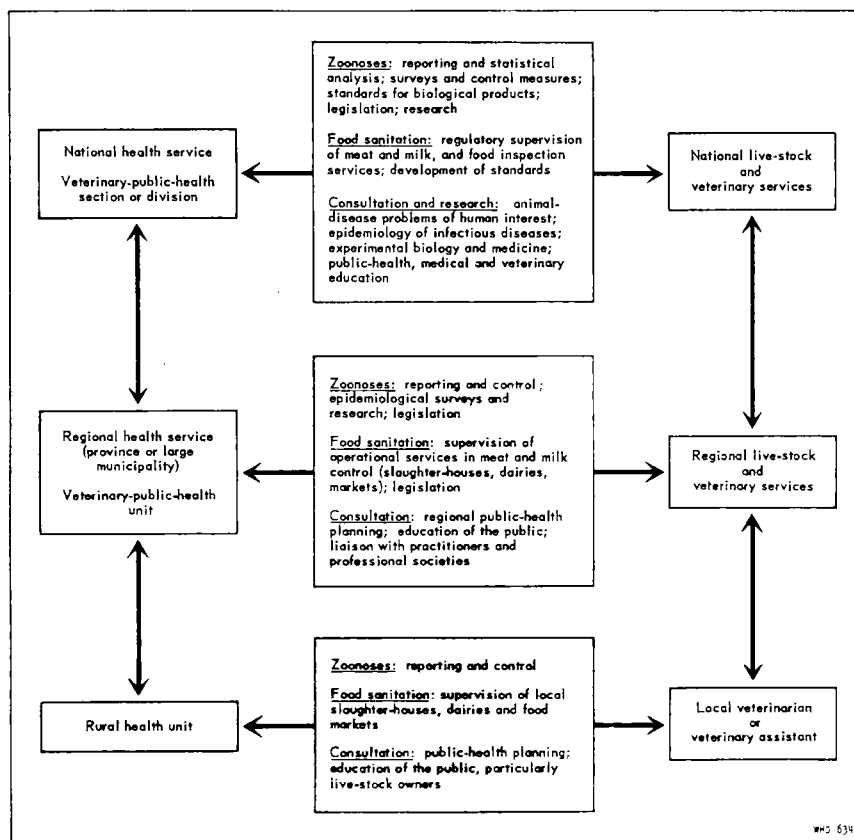 Zoonoses: reporting and statistical
analysis; surveys and control measures;
standards for biological products;
legislation; research
Food sanitation: regulatory supervision
of meat and milk, and food inspection
services; development of standards
Consultation and research: animal-
disease problems of human interest;
epidemiology of infectious diseases;
experimental biology and medicine;
public-health, medical and veterinary
education
National health service
Veterinary-public-health
section or division
National live-stock
and
veterinary services
Zoonoses: reporting and control;
epidemiological surveys and
research; legislation
Food sanitation: supervision of
operational services in meat and milk
control (slaughter-houses, dairies,
markets); legislation
Consultation: regional public-health
planning; education of the public;
liaison with practitioners and
professional societies
Regional health service
(province or large
municipality)
Veterinary-public-health
unit
Regional live-stock
and
veterinary services
Zoonoses: reporting and control
Food sanitation: supervision of local
slaughter-houses, dairies and food
markets
Consultation: public-health planning;
education of the public, particularly
live-stock owners
Rural health unit
Local veterinarian
or
veterinary assistant
WHO